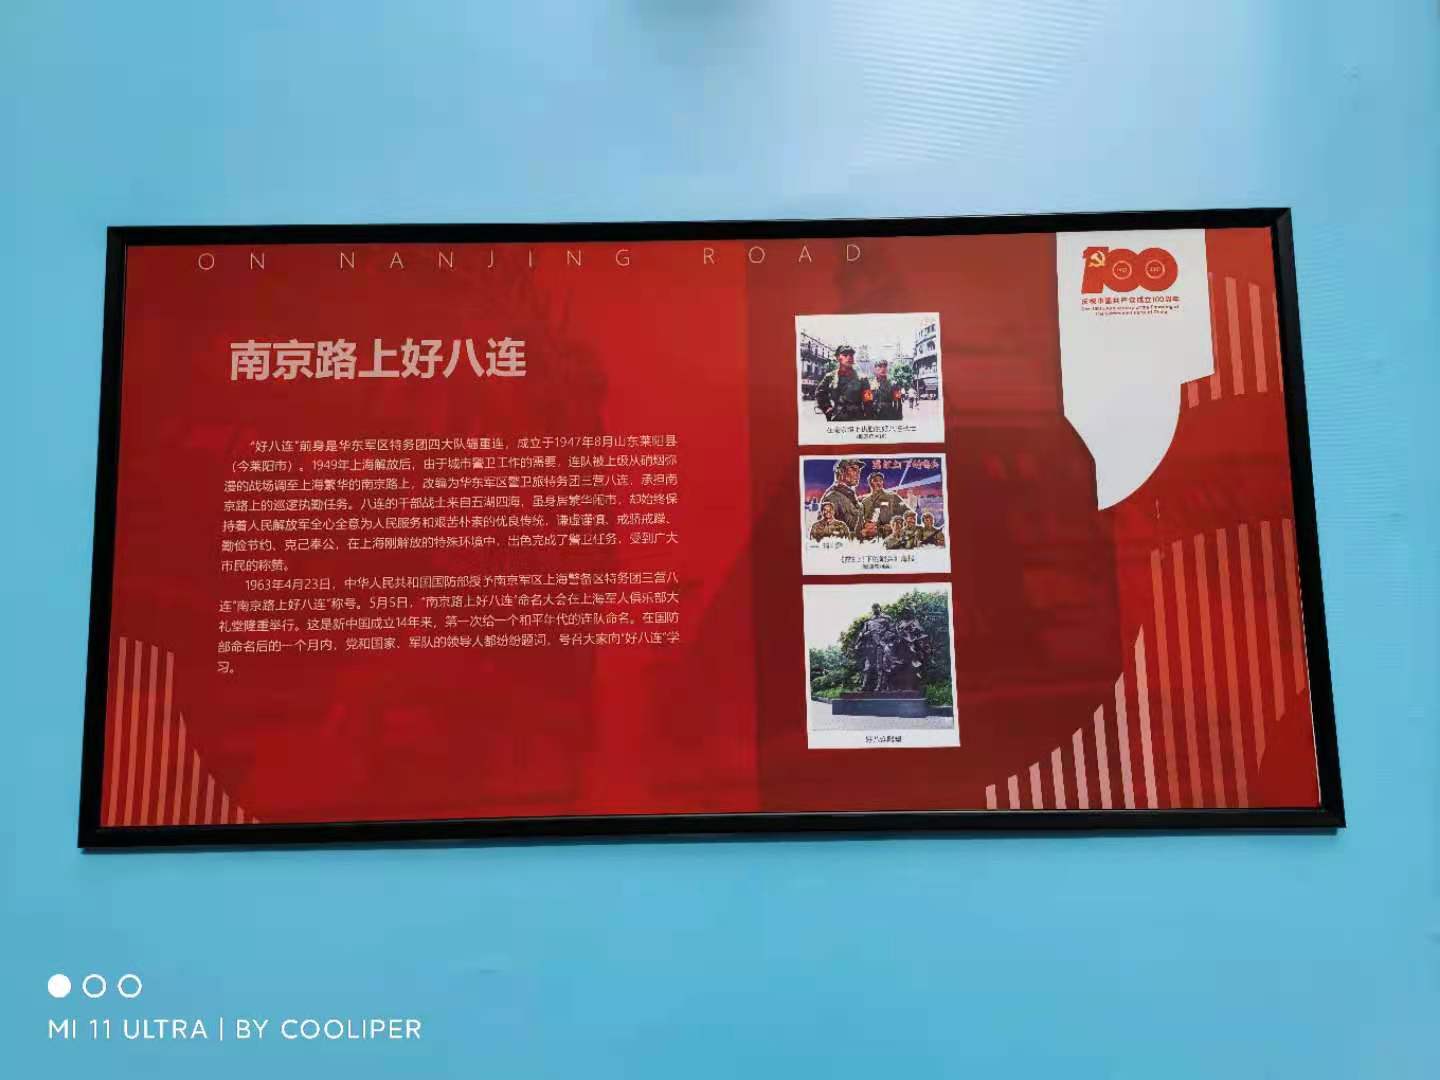 ON NANJING ROAD
100
庆祝中国共产党成立100周年
南京路上好八连
“好八连”前身是华东军区特务团四大队辎重连，成立于1947年8月山东莱阳县
（今莱阳市）。1949年上海解放后，由于城市警卫工作的需要，连队被上级从硝烟弥
漫的战场调至上海繁华的南京路上，改编为华东军区警卫旅特务团三营八连，承担南
京路上的巡逻执勤任务。八连的干部战士来自五湖四海，虽身居繁华闹市，却始终保
持着人民解放军全心全意为人民服务和艰苦朴素的优良传统，谦虚谨慎、戒骄戒躁、
勤俭节约、克己奉公，在上海刚解放的特殊环境中，出色完成了警卫任务，受到广大
市民的称赞。
1963年4月23日，中华人民共和国国防部授予南京军区上海警备区特务团三营八
连“南京路上好八连”称号。5月5日，“南京路上好八连”命名大会在上海军人俱乐部大
礼堂隆重举行。这是新中国成立14年来，第一次给一个和平年代的连队命名。在国防
部命名后的一个月内，党和国家、军队的领导人都纷纷题词，号召大家向“好八连”学
习。
好八连雕塑
MI 11 ULTRA | BY COOLIPER